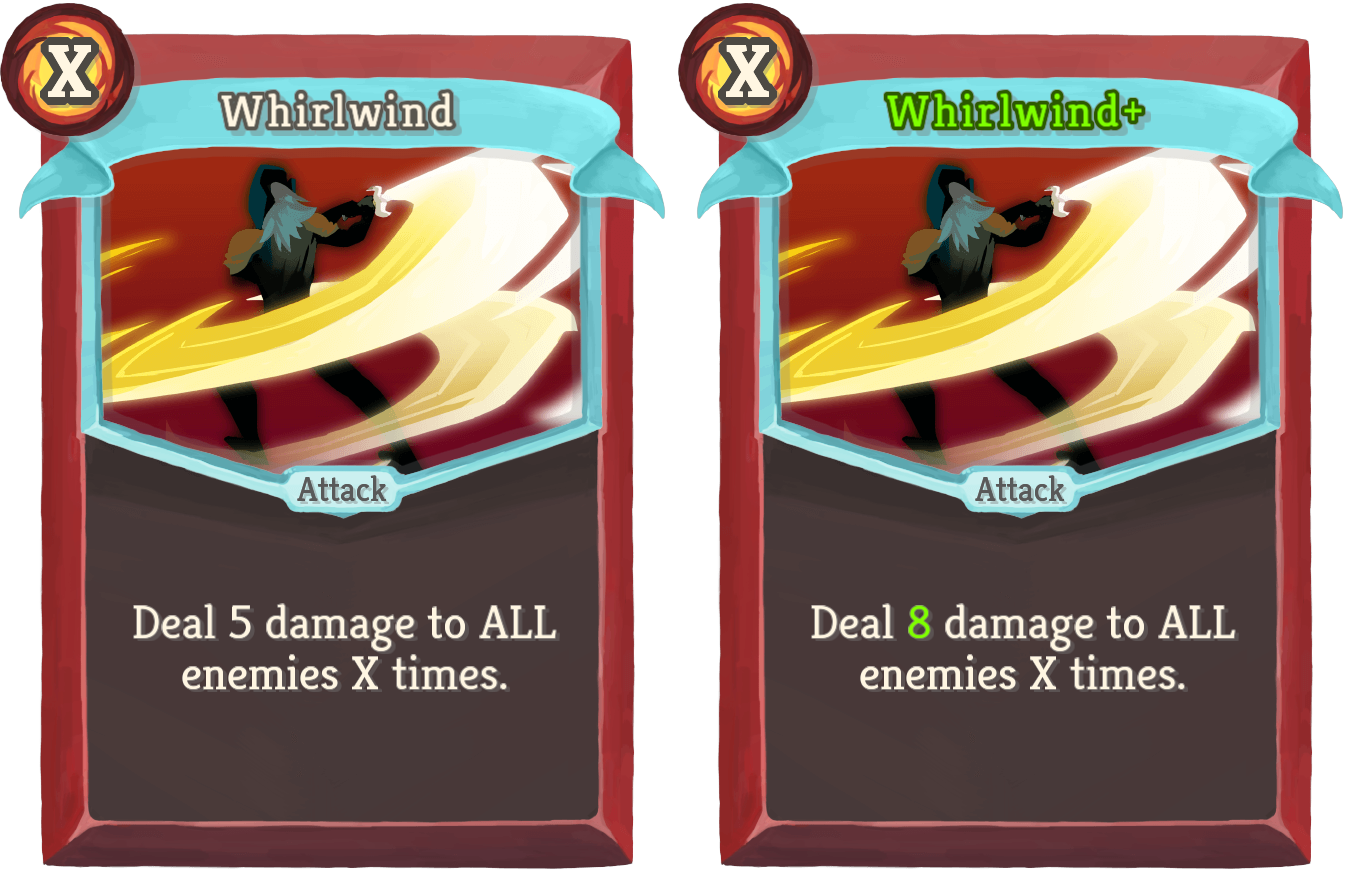 X
Whirlwind
Attack
Deal 5 damage to ALL
enemies X times.
X
Whirlwind+
Attack
Deal 8 damage to ALL
enemies X times.